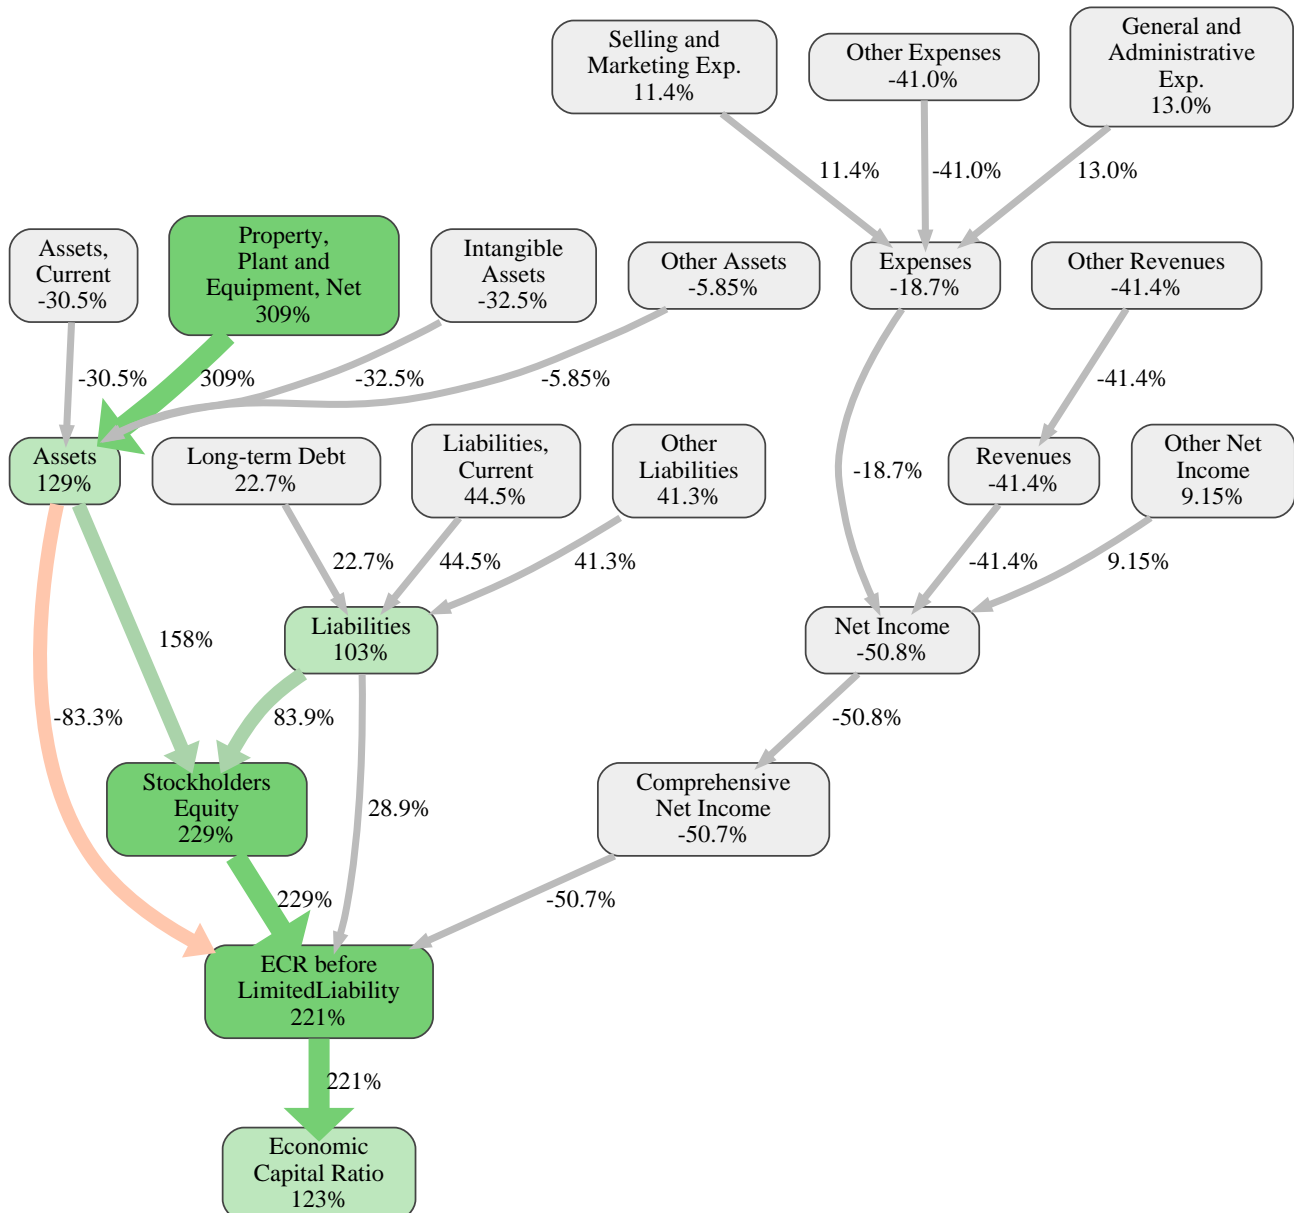 Selling and
Marketing Exp.
11.4%
Other Expenses
-41.0%
General and
Administrative
Exp.
13.0%
11.4%
-41.0%
13.0%
Assets,
Current
-30.5%
Property,
Plant and
Equipment, Net
309%
Intangible
Assets
-32.5%
Other Assets
-5.85%
Expenses
-18.7%
Other Revenues
-41.4%
-30.5%
309%
-32.5%
-5.85%
-41.4%
Assets
129%
Long-term Debt
22.7%
Liabilities,
Current
44.5%
Other
Liabilities
41.3%
-18.7%
Revenues
-41.4%
Other Net
Income
9.15%
22.7%
44.5%
41.3%
-41.4%
9.15%
158%
Liabilities
103%
Net Income
-50.8%
-83.3%
83.9%
-50.8%
Stockholders
Equity
229%
28.9%
Comprehensive
Net Income
-50.7%
229%
-50.7%
ECR before
LimitedLiability
221%
221%
Economic
Capital Ratio
123%